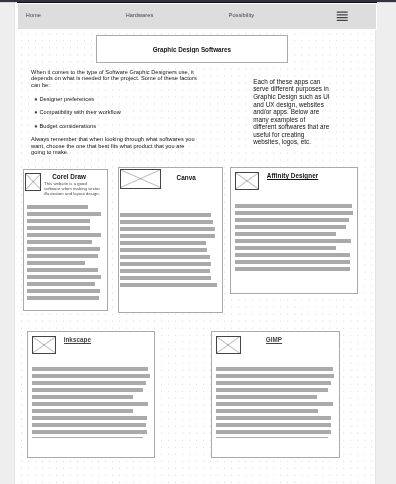 Home Hardwares Possibility
Graphic Design Softwares
When it comes to the type of Software Graphic Designers use, it
depends on what is needed for the project. Some of these factors
can be:
• Designer preferences
• Compatibility with their workflow
• Budget considerations
Always remember that when looking through what softwares you
want, choose the one that best fits what product that you are
going to make.
Each of these apps can
serve different purposes in
Graphic Design such as UI
and UX design, websites
and/or apps. Below are
many examples of
different softwares that are
useful for creating
websites, logos, etc.
Corel Draw
This website is a good
software when making vector
illustration and layout design.
Canva
Affinity Designer
Inkscape
GIMP